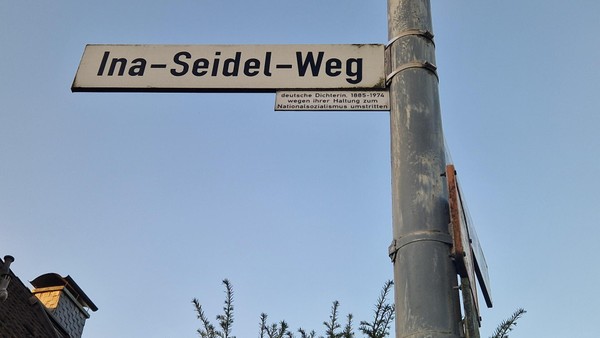 Ina-Seidel-Weg
deutsche Dichterin, 1885-1974
wegen ihrer Haltung zum
Nationalsozialismus umstritten